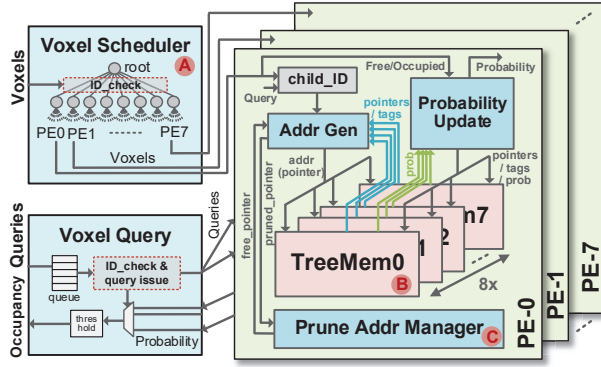 Voxel Scheduler
A
Voxels
root
ID_check
PE0 PE1 PE7
Voxels
Voxel Query
Occupancy Queries
queue
ID_check &
query issue
thres
hold
Probability
Queries
child_ID
Query
Free/Occupied
Probability
Addr Gen
pointers
/ tags
Probability
Update
addr
(pointer)
prob
pointers
/ tags
/ prob
free_pointer
pruned_pointer
TreeMem0
B
1
2
m7
8x
Prune Addr Manager
C
PE-0
PE-1
PE-7